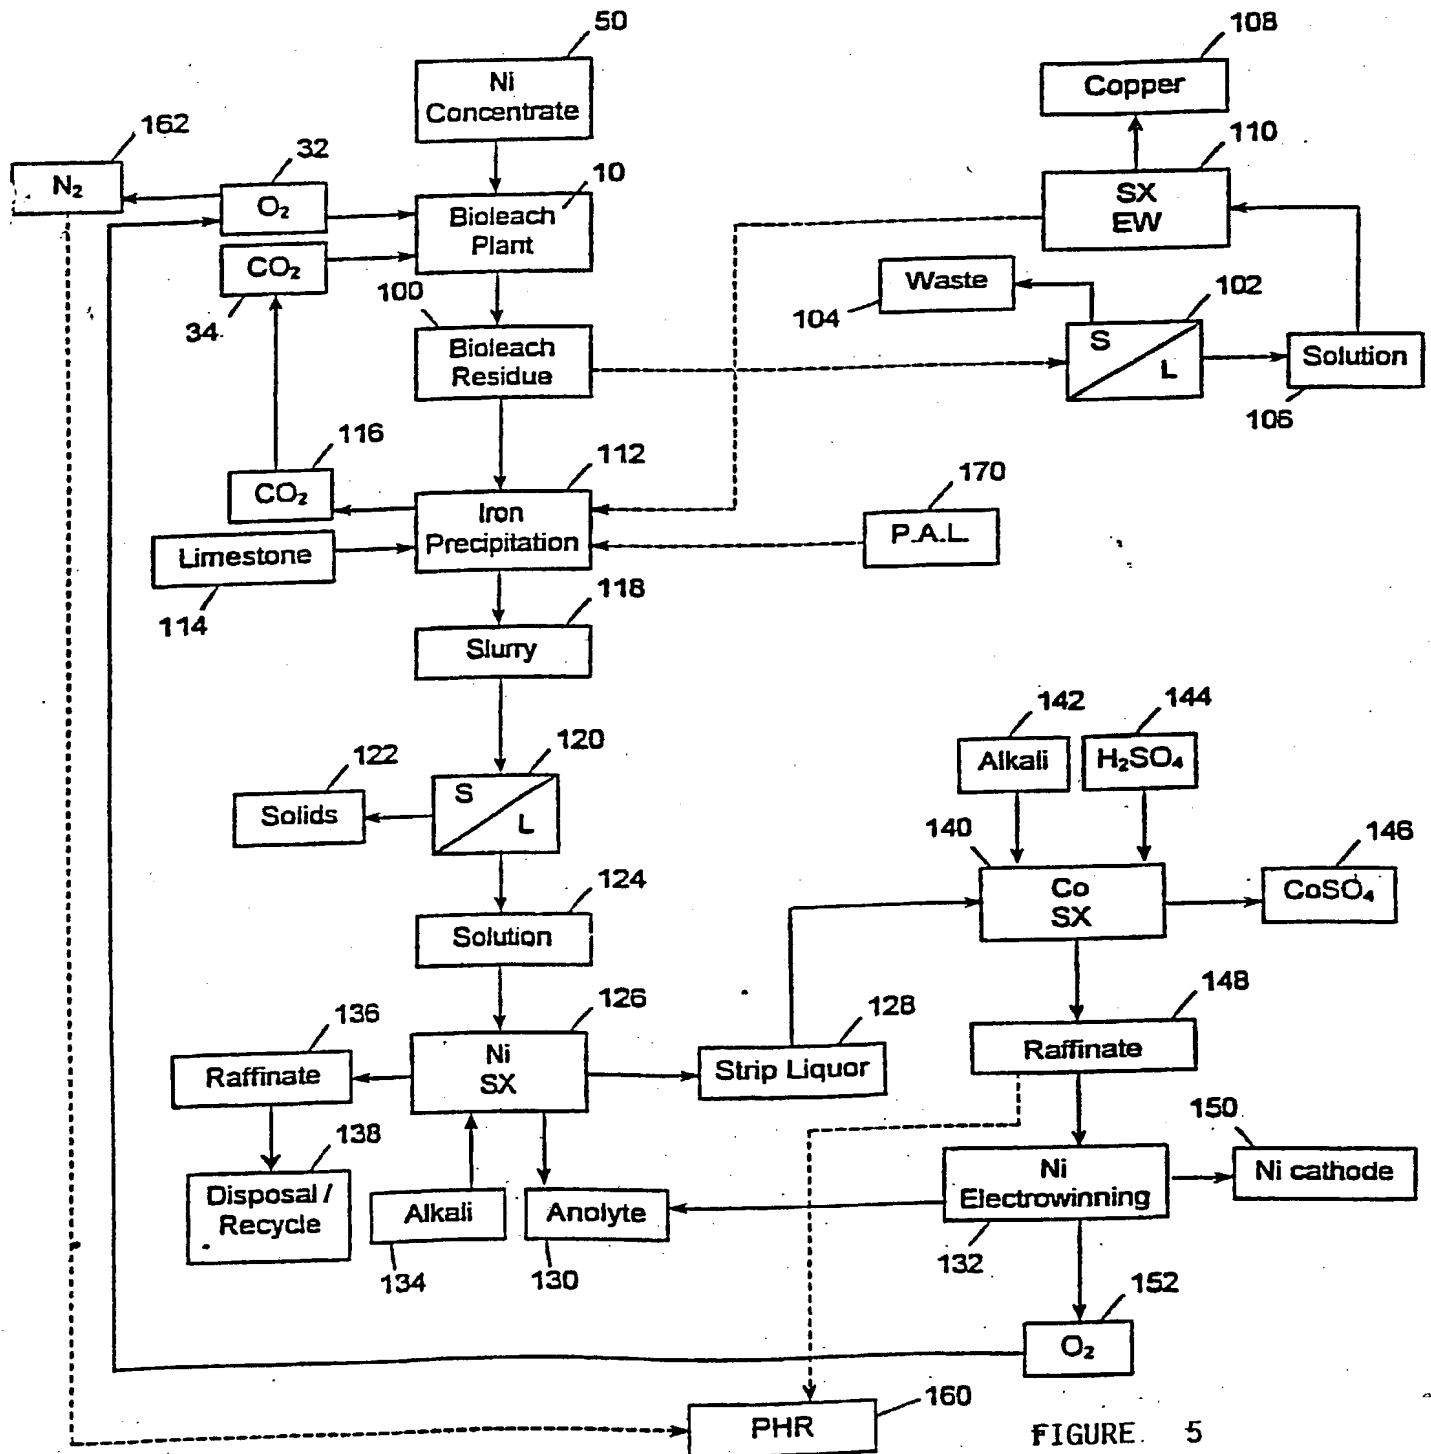 50
108
Ni
Concentrate
Copper
162
32
10
110
N₂
O₂
Bioleach
Plant
SX
EW
CO₂
34
100
Waste
104
102
Bioleach
Residue
S
L
Solution
106
116
112
170
CO₂
Iron
Precipitation
P.A.L.
Limestone
114
118
Slurry
142
144
122
120
Alkali
H₂SO₄
Solids
S
L
140
146
124
Co
SX
CoSO₄
Solution
136
126
128
148
Raffinate
Ni
SX
Strip Liquor
Raffinate
138
150
Disposal /
Recycle
Alkali
Anolyte
Ni
Electrowinning
Ni cathode
134
130
132
152
O₂
160
PHR
FIGURE. 5